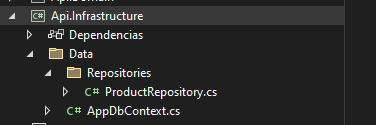 Api.Infrastructure
Dependencias
Data
Repositories
C# ProductRepository.cs
C# AppDbContext.cs